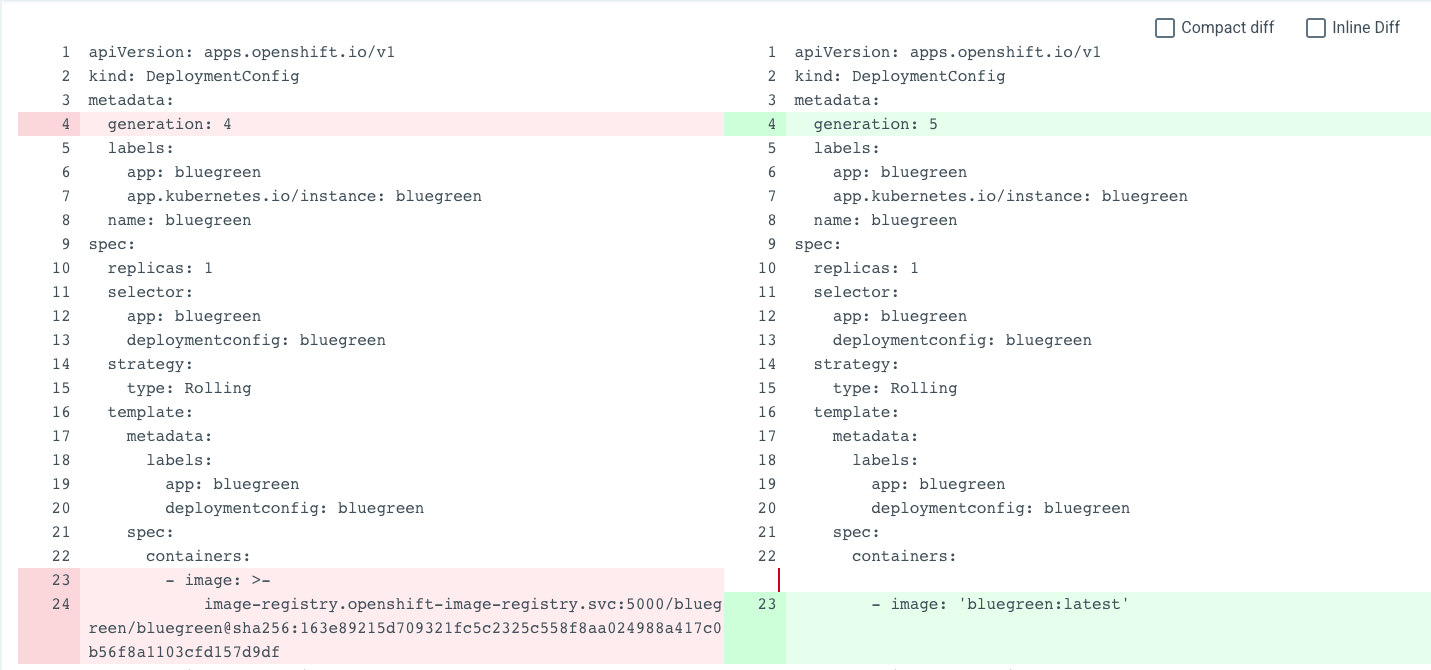 Compact diff Inline Diff
1 apiVersion: apps.openshift.io/v1
2 kind: DeploymentConfig
3 metadata:
4 generation: 4
5 labels:
6 app: bluegreen
7 app.kubernetes.io/instance: bluegreen
8 name: bluegreen
9 spec:
10 replicas: 1
11 selector:
12 app: bluegreen
13 deploymentconfig: bluegreen
14 strategy:
15 type: Rolling
16 template:
17 metadata:
18 labels:
19 app: bluegreen
20 deploymentconfig: bluegreen
21 spec:
22 containers:
23 - image: >-
24 image-registry.openshift-image-registry.svc:5000/blueg
reen/bluegreen@sha256:163e89215d709321fc5c2325c558f8aa024988a417c0
b56f8a1103cfd157d9df
1 apiVersion: apps.openshift.io/v1
2 kind: DeploymentConfig
3 metadata:
4 generation: 5
5 labels:
6 app: bluegreen
7 app.kubernetes.io/instance: bluegreen
8 name: bluegreen
9 spec:
10 replicas: 1
11 selector:
12 app: bluegreen
13 deploymentconfig: bluegreen
14 strategy:
15 type: Rolling
16 template:
17 metadata:
18 labels:
19 app: bluegreen
20 deploymentconfig: bluegreen
21 spec:
22 containers:
23 - image: 'bluegreen:latest'